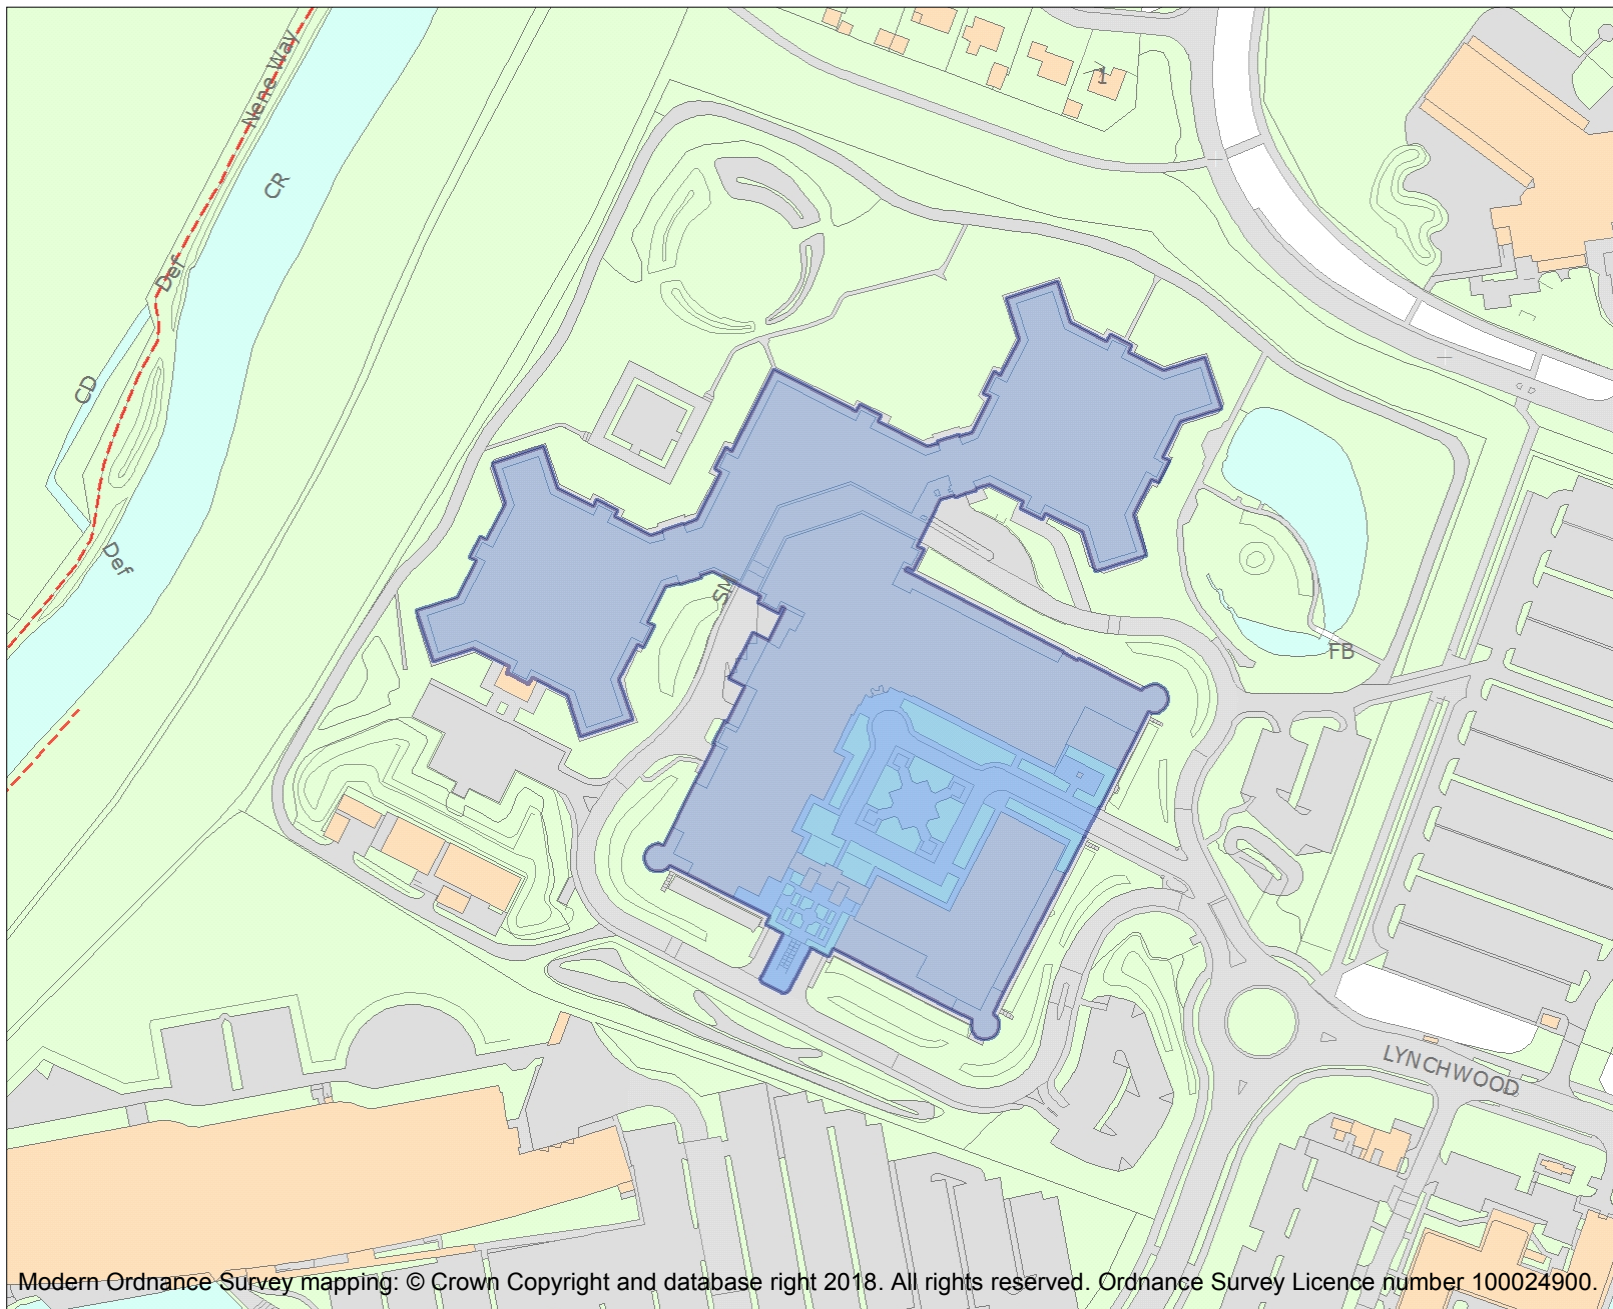 Nene Way
1
CR
Def
CD
Def
SM
FB
LYNCHWOOD
Modern Ordnance Survey mapping: © Crown Copyright and database right 2018. All rights reserved. Ordnance Survey Licence number 100024900.